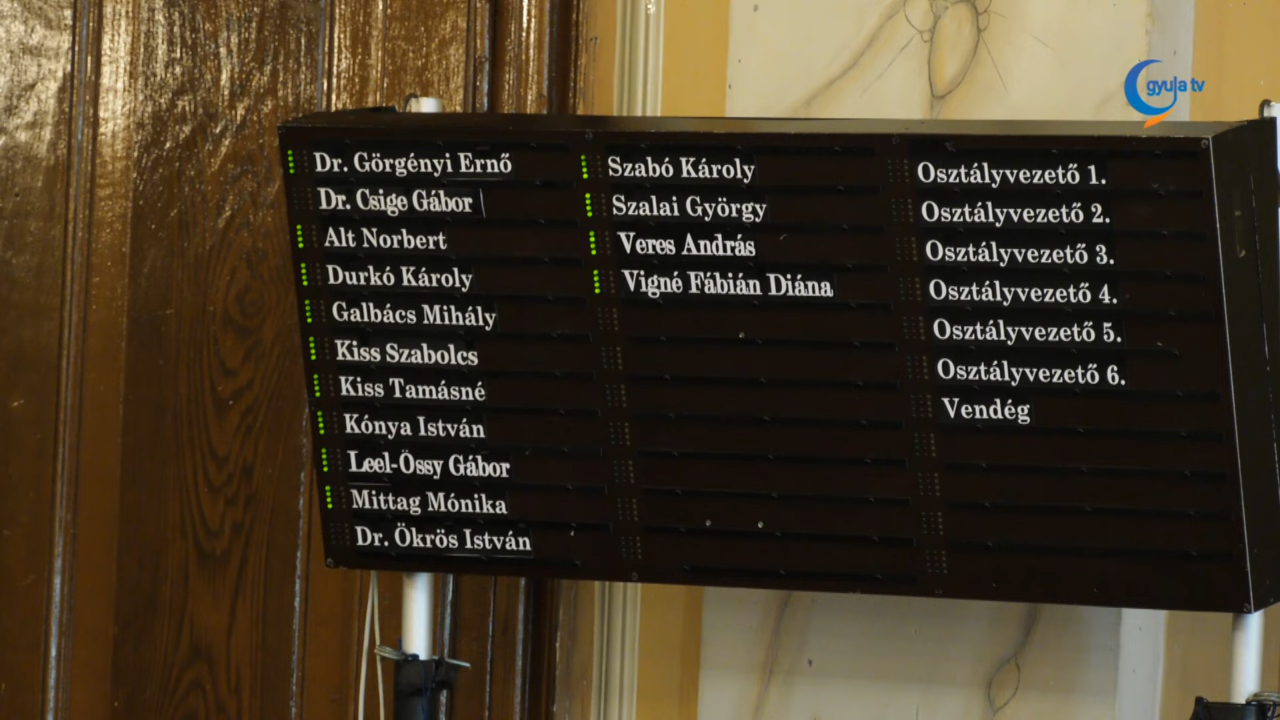 gyula tv
Dr. Görgényi Ernő
Dr. Csige Gábor
Alt Norbert
Durkó Károly
Galbács Mihály
Kiss Szabolcs
Kiss Tamásné
Kónya István
Leel-Össy Gábor
Mittag Mónika
Dr. Ökrös István
Szabó Károly
Szalai György
Veres András
Vigné Fábián Diána
Osztályvezető 1.
Osztályvezető 2.
Osztályvezető 3.
Osztályvezető 4.
Osztályvezető 5.
Osztályvezető 6.
Vendég